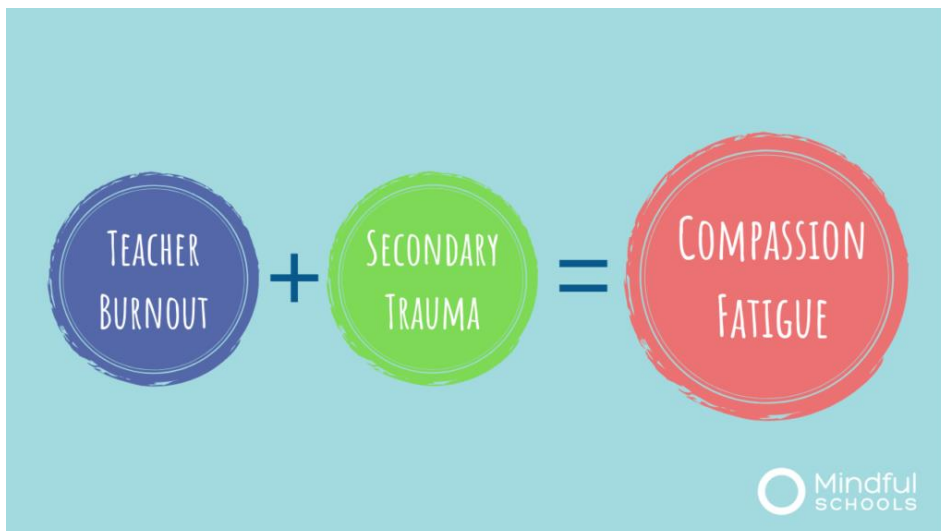 TEACHER
BURNOUT
+
SECONDARY
TRAUMA
=
COMPASSION
FATIGUE
Mindful
SCHOOLS